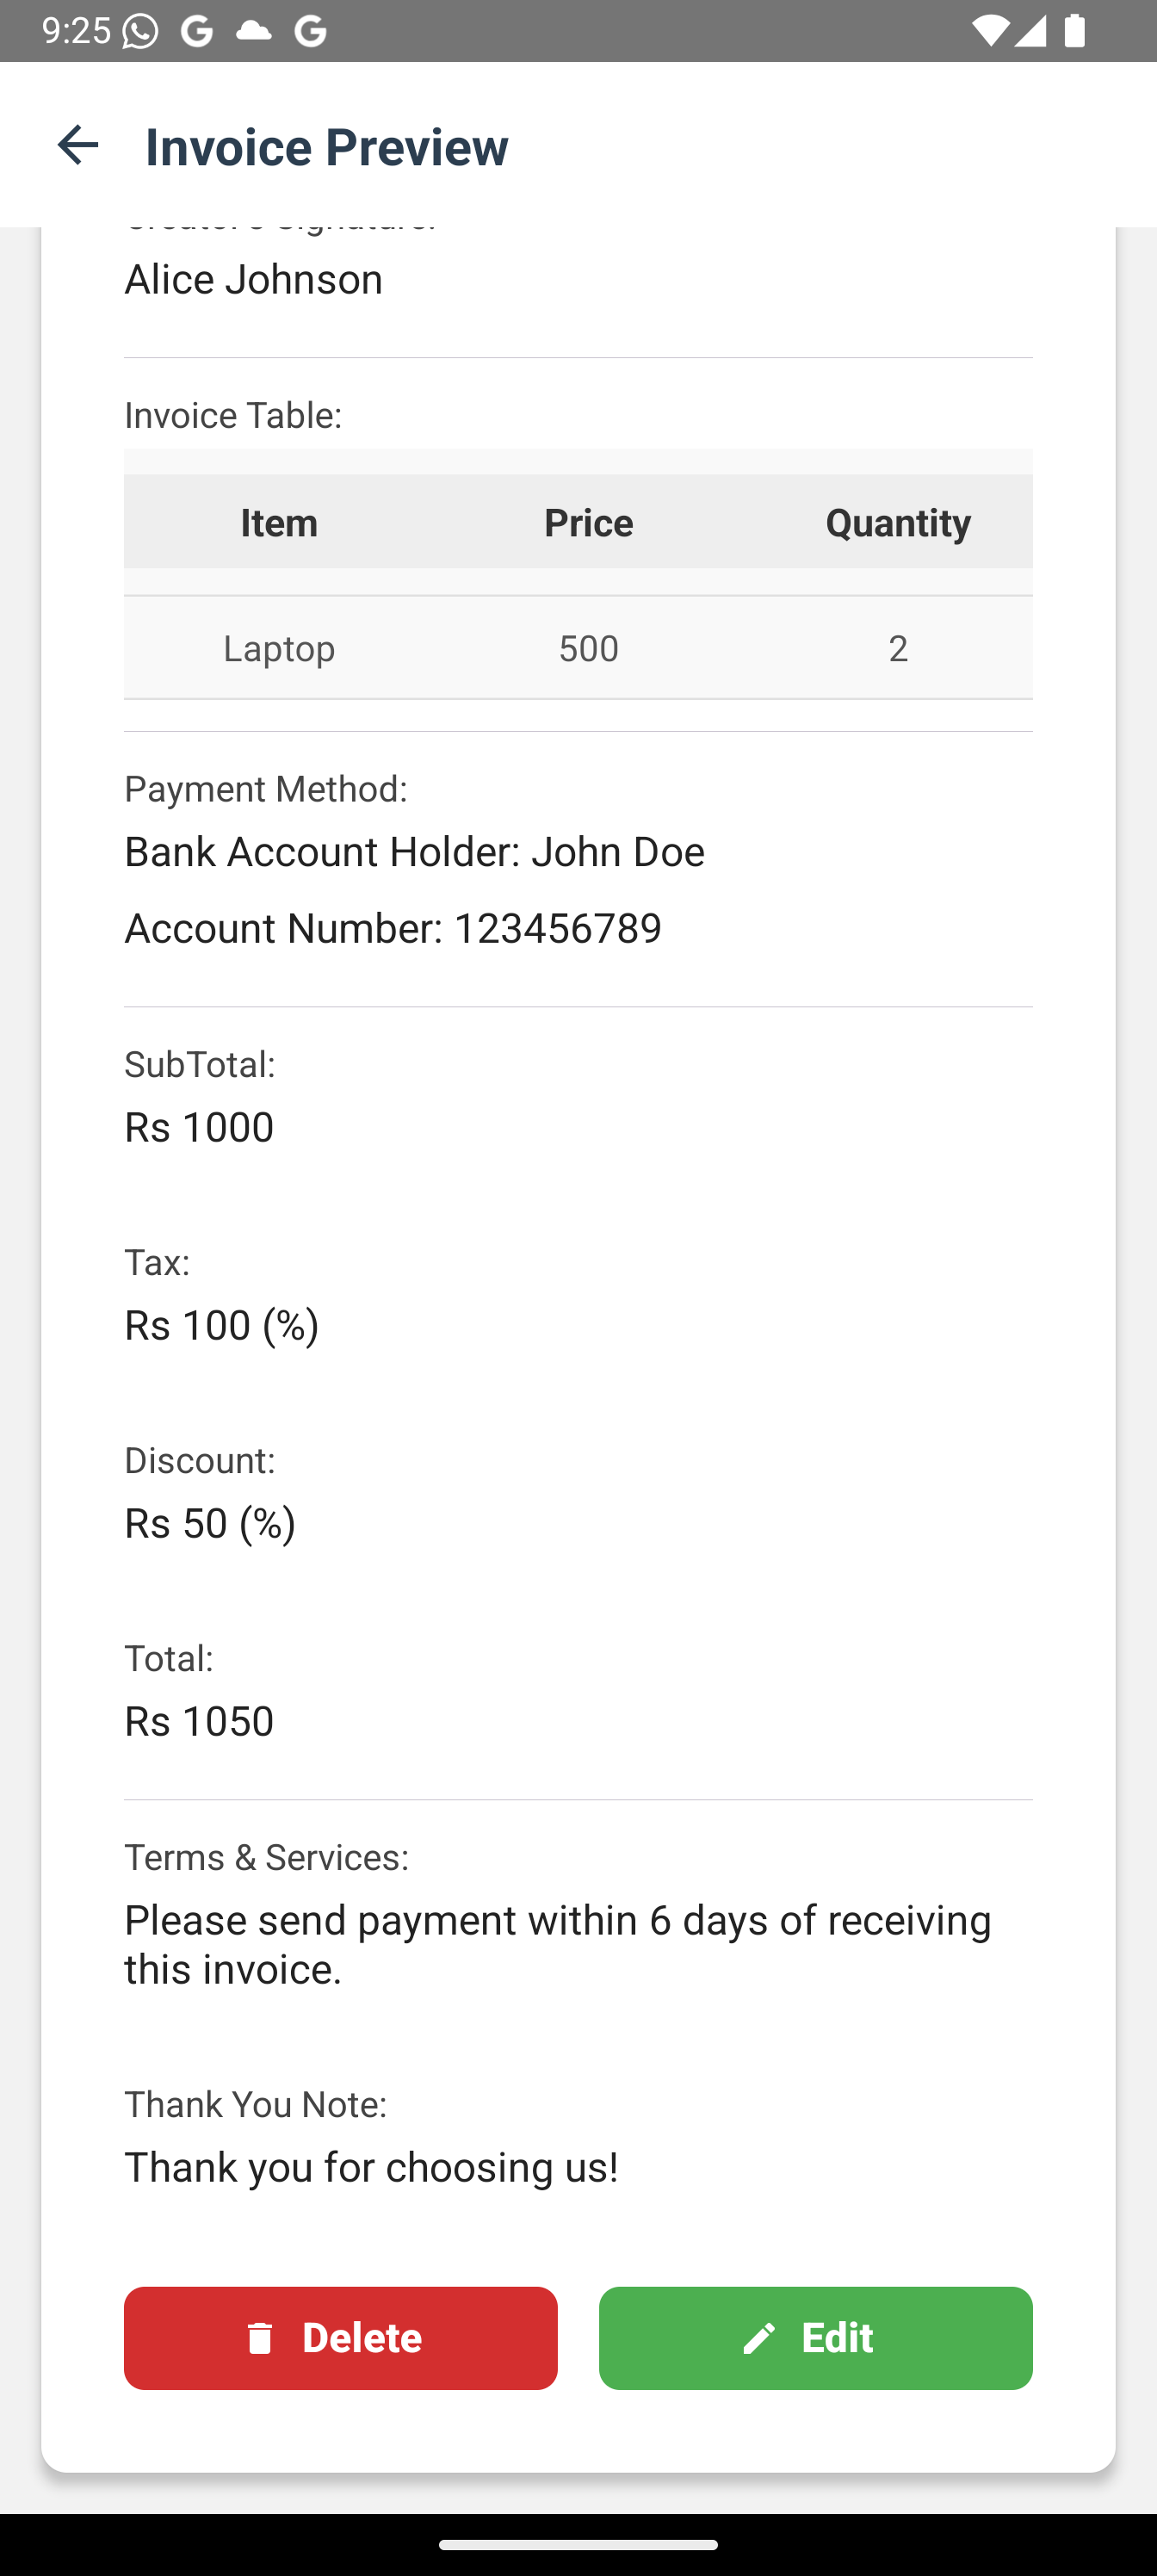 9:25
Invoice Preview
Alice Johnson
Invoice Table:
Item Price Quantity
Laptop 500 2
Payment Method:
Bank Account Holder: John Doe
Account Number: 123456789
SubTotal:
Rs 1000
Tax:
Rs 100 (%)
Discount:
Rs 50 (%)
Total:
Rs 1050
Terms & Services:
Please send payment within 6 days of receiving
this invoice.
Thank You Note:
Thank you for choosing us!
Delete Edit